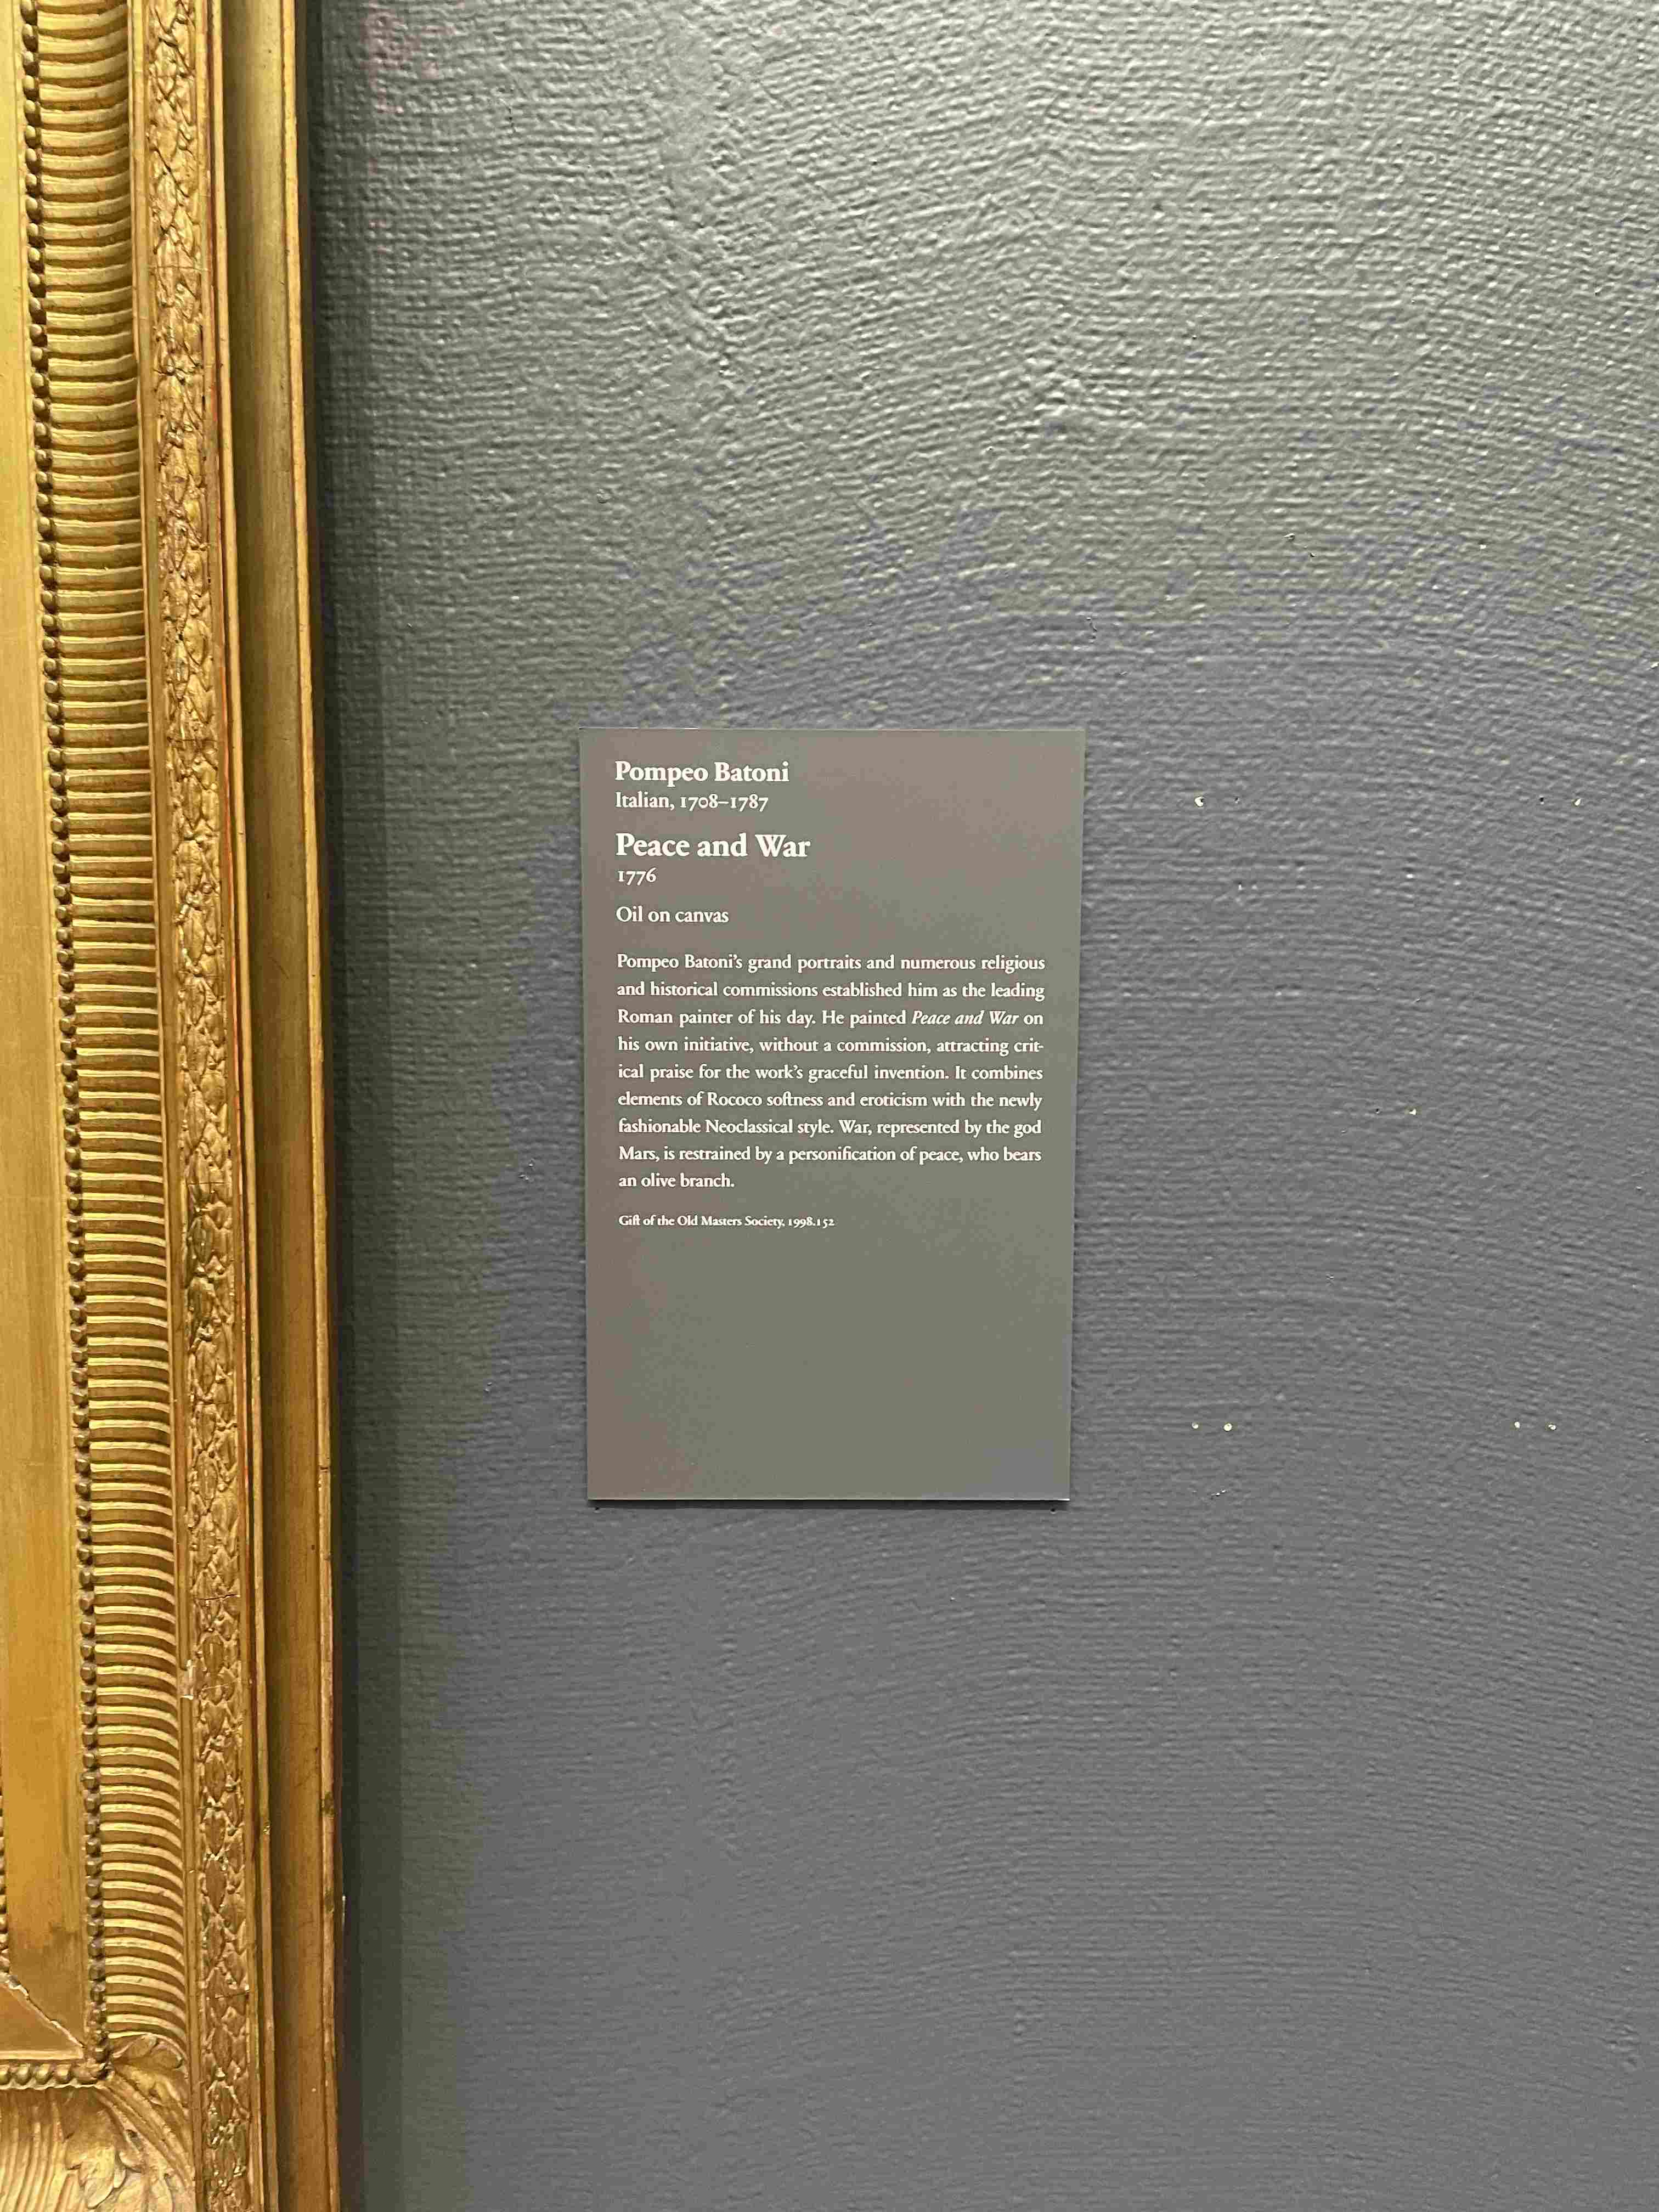 Pompeo Batoni
Italian, 1708–1787
Peace and War
1776
Oil on canvas
Pompeo Batoni's grand portraits and numerous religious
and historical commissions established him as the leading
Roman painter of his day. He painted Peace and War on
his own initiative, without a commission, attracting crit-
ical praise for the work's graceful invention. It combines
elements of Rococo softness and eroticism with the newly
fashionable Neoclassical style. War, represented by the god
Mars, is restrained by a personification of peace, who bears
an olive branch.
Gift of the Old Masters Society, 1998.152